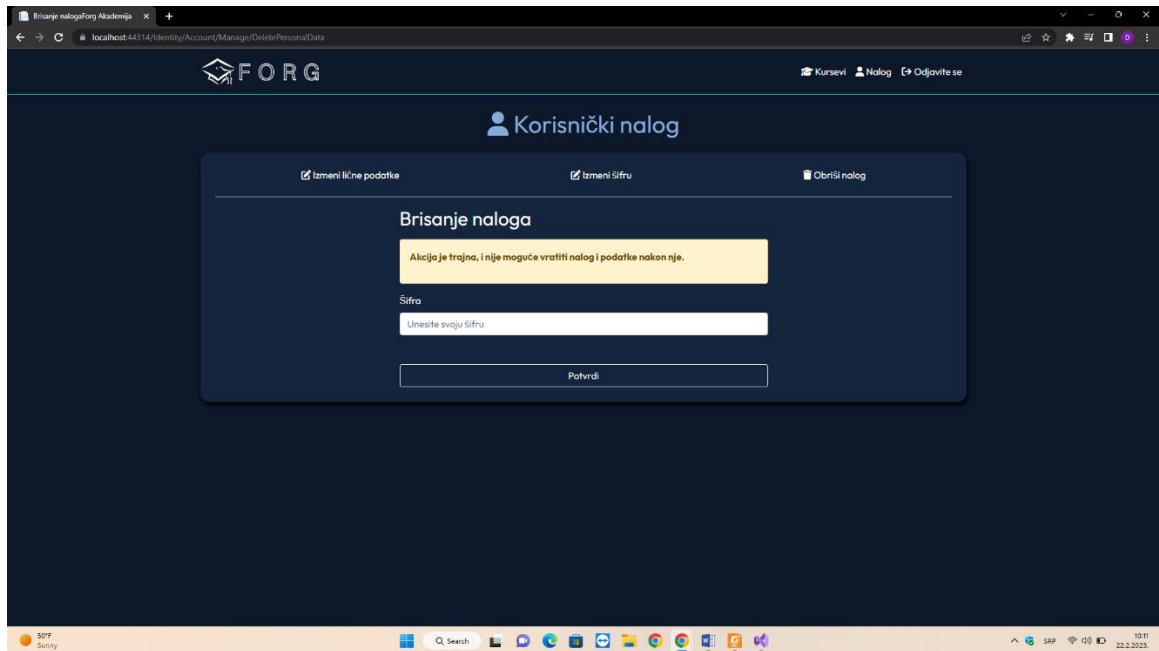 Brisanje nalogaForg Akademija
localhost:44314/Identity/Account/Manage/DeletePersonalData
D
FORG
Kursevi Nalog Odjavite se
Korisnički nalog
Izmeni lične podatke Izmeni šifru Obriši nalog
Brisanje naloga
Akcija je trajna, i nije moguće vratiti nalog i podatke nakon nje.
Šifra
Unesite svoju šifru
Potvrdi
50°F
Sunny
Search
SRP
10:11
22.2.2023.